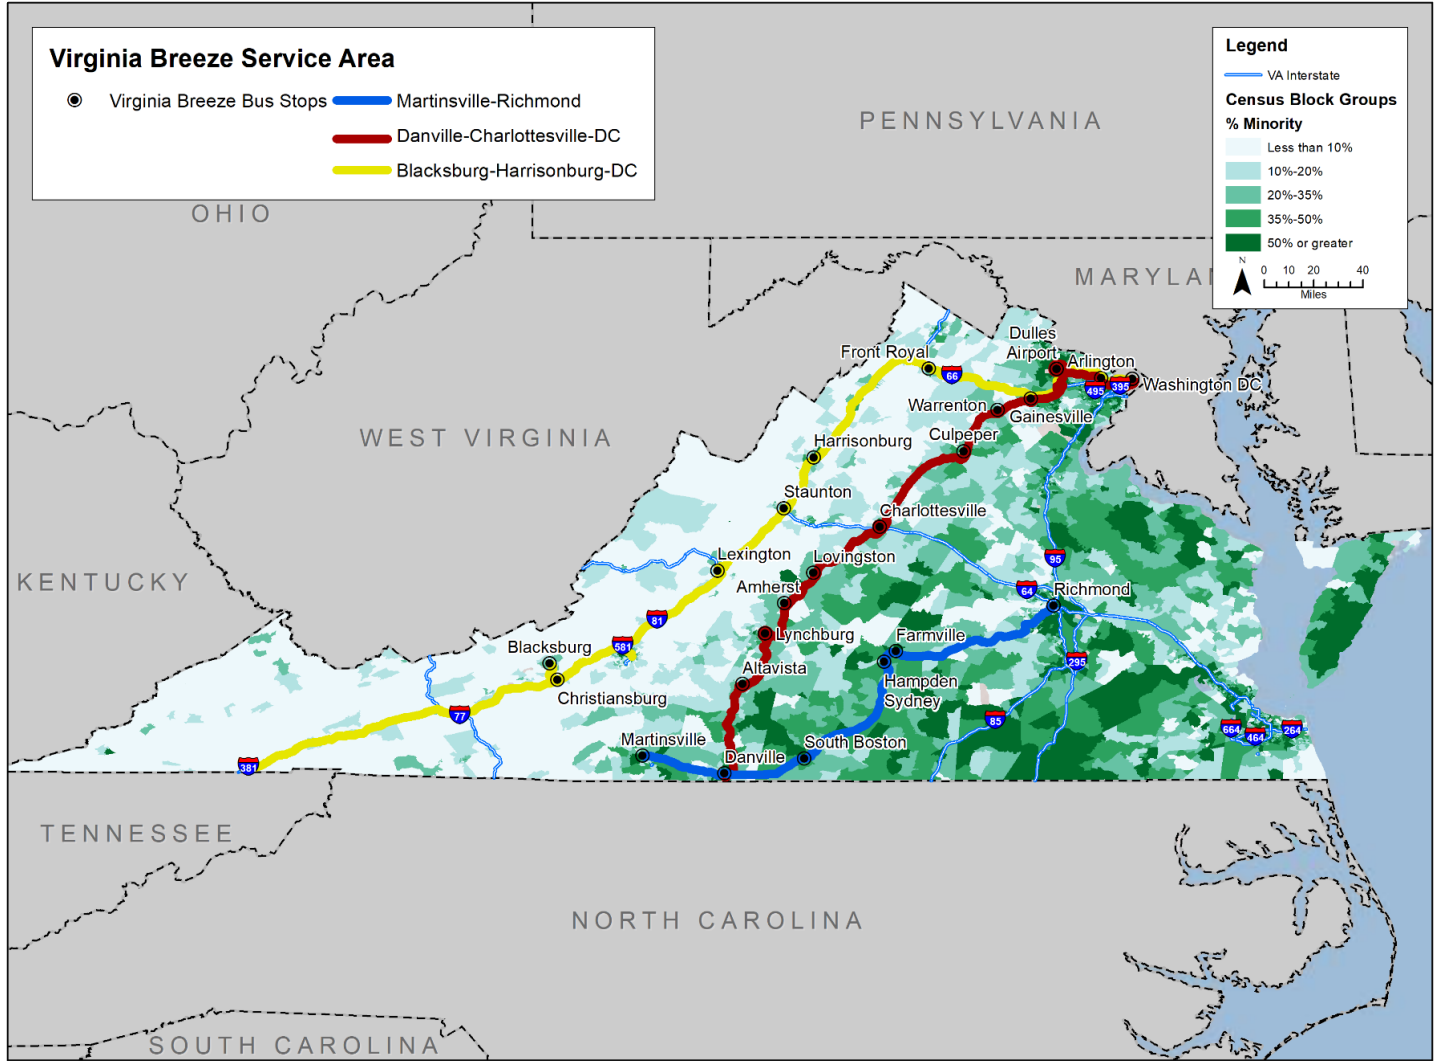 Virginia Breeze Service Area
Virginia Breeze Bus Stops
Martinsville-Richmond
Danville-Charlottesville-DC
Blacksburg-Harrisonburg-DC
Legend
VA Interstate
Census Block Groups
% Minority
Less than 10%
10%-20%
20%-35%
35%-50%
50% or greater
N
0 10 20 40
Miles
PENNSYLVANIA
OHIO
MARYLAN
WEST VIRGINIA
KENTUCKY
TENNESSEE
NORTH CAROLINA
SOUTH CAROLINA
Dulles
Airport
Arlington
Washington DC
Front Royal
66
495
395
Warrenton
Gainesville
Culpeper
Harrisonburg
Staunton
Charlottesville
Lexington
Lovingston
95
Amherst
64
Richmond
81
Lynchburg
Farmville
581
Blacksburg
295
Altavista
Hampden
Sydney
Christiansburg
77
85
664
464
264
Martinsville
South Boston
Danville
381